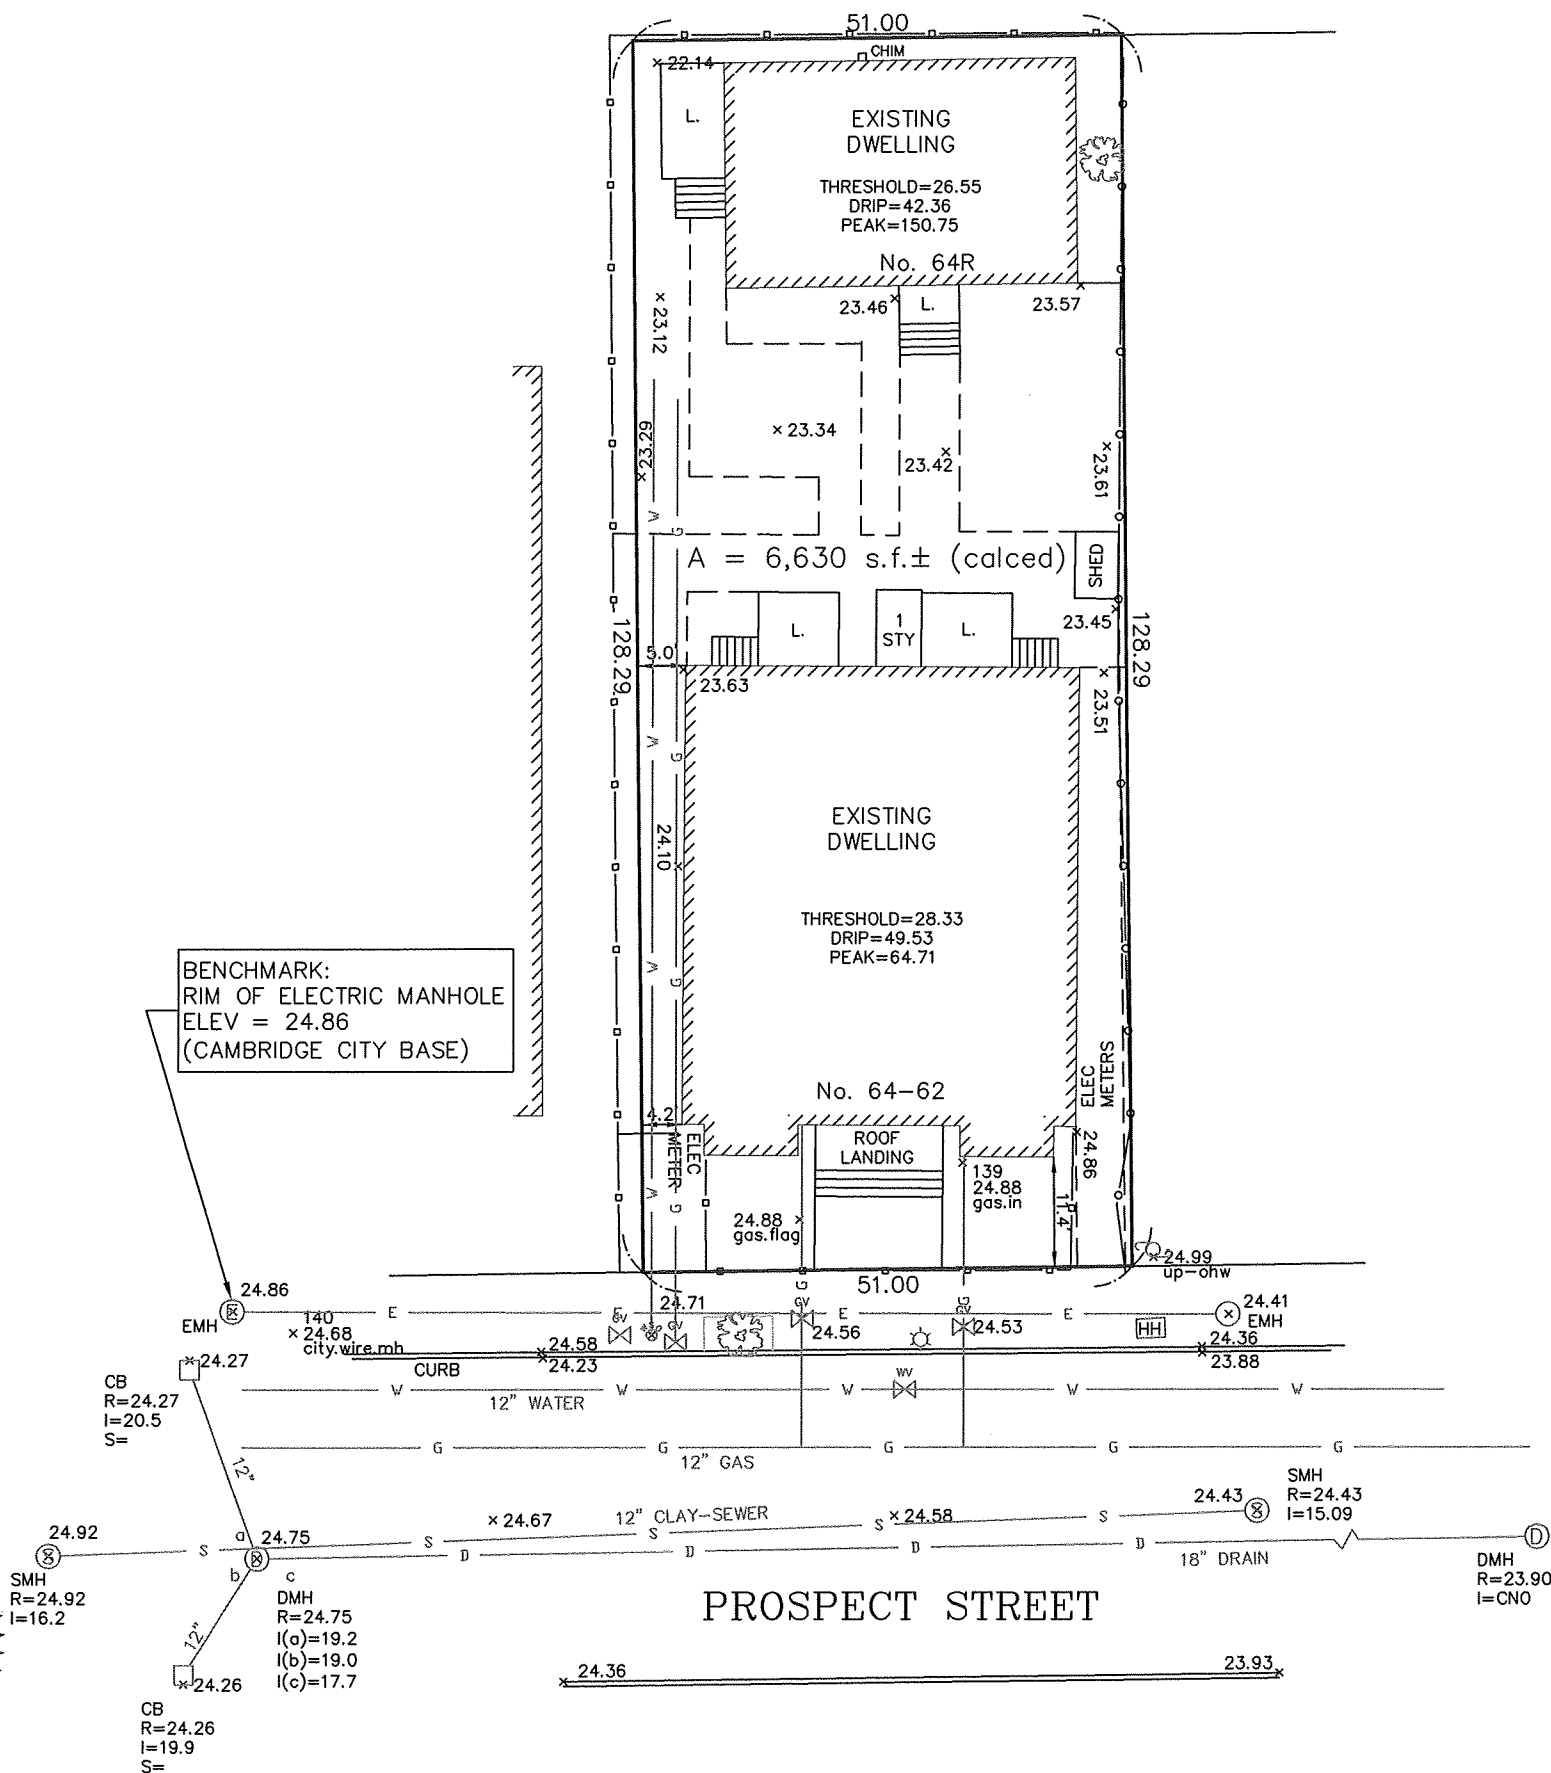 51.00
CHIM
22.14
L.
EXISTING
DWELLING
THRESHOLD=26.55
DRIP=42.36
PEAK=150.75
No. 64R
23.46
L.
23.57
23.12
23.34
23.29
23.42
23.61
W
G
A = 6,630 s.f.± (calced)
SHED
L.
1
STY
L.
23.45
128.29
128.29
5.0'
23.63
23.51
W
G
EXISTING
DWELLING
24.10
THRESHOLD=28.33
DRIP=49.53
PEAK=64.71
BENCHMARK:
RIM OF ELECTRIC MANHOLE
ELEV = 24.86
(CAMBRIDGE CITY BASE)
W
G
ELEC
METERS
No. 64-62
4.2'
ELEC
METER
ROOF
LANDING
24.86
139
24.88
gas.in
11.4'
W
G
24.88
gas.flag
24.99
up-ohw
51.00
G
G
24.86
EMH
E
E
24.71
E
E
24.41
EMH
140
24.68
city.wire.mh
GV
GV
GV
GV
24.56
24.53
HH
24.58
24.23
24.36
23.88
CURB
24.27
CB
R=24.27
I=20.5
S=
W
W
W
WV
W
W
12" WATER
G
G
G
G
G
12" GAS
12"
SMH
R=24.43
I=15.09
24.43
24.67
12" CLAY-SEWER
24.58
24.92
S
S
S
S
S
a
24.75
D
D
D
D
18" DRAIN
D
SMH
R=24.92
I=16.2
b
c
DMH
R=24.75
I(a)=19.2
I(b)=19.0
I(c)=17.7
DMH
R=23.90
I=CNO
PROSPECT STREET
12"
24.26
24.36
23.93
CB
R=24.26
I=19.9
S=